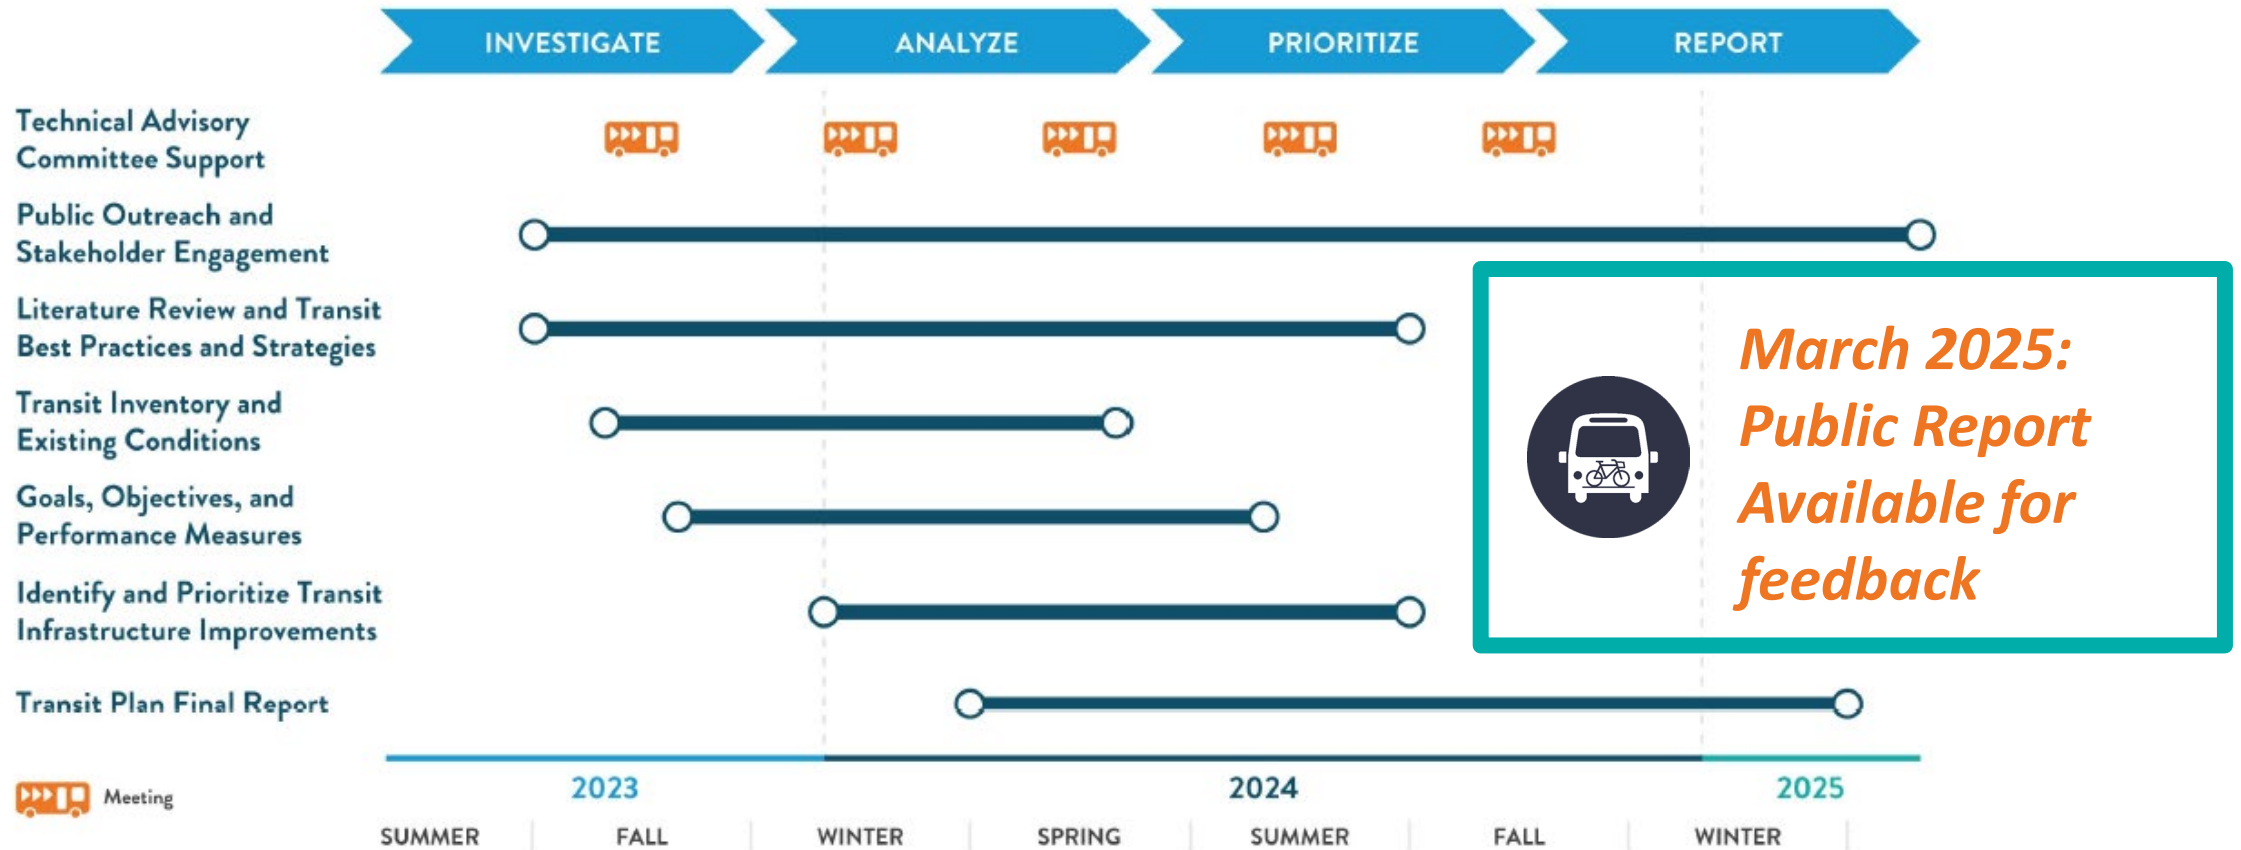 INVESTIGATE
ANALYZE
PRIORITIZE
REPORT
Technical Advisory
Committee Support
Public Outreach and
Stakeholder Engagement
Literature Review and Transit
Best Practices and Strategies
Transit Inventory and
Existing Conditions
Goals, Objectives, and
Performance Measures
Identify and Prioritize Transit
Infrastructure Improvements
Transit Plan Final Report
March 2025:
Public Report
Available for
feedback
Meeting
2023
2024
2025
SUMMER
FALL
WINTER
SPRING
SUMMER
FALL
WINTER